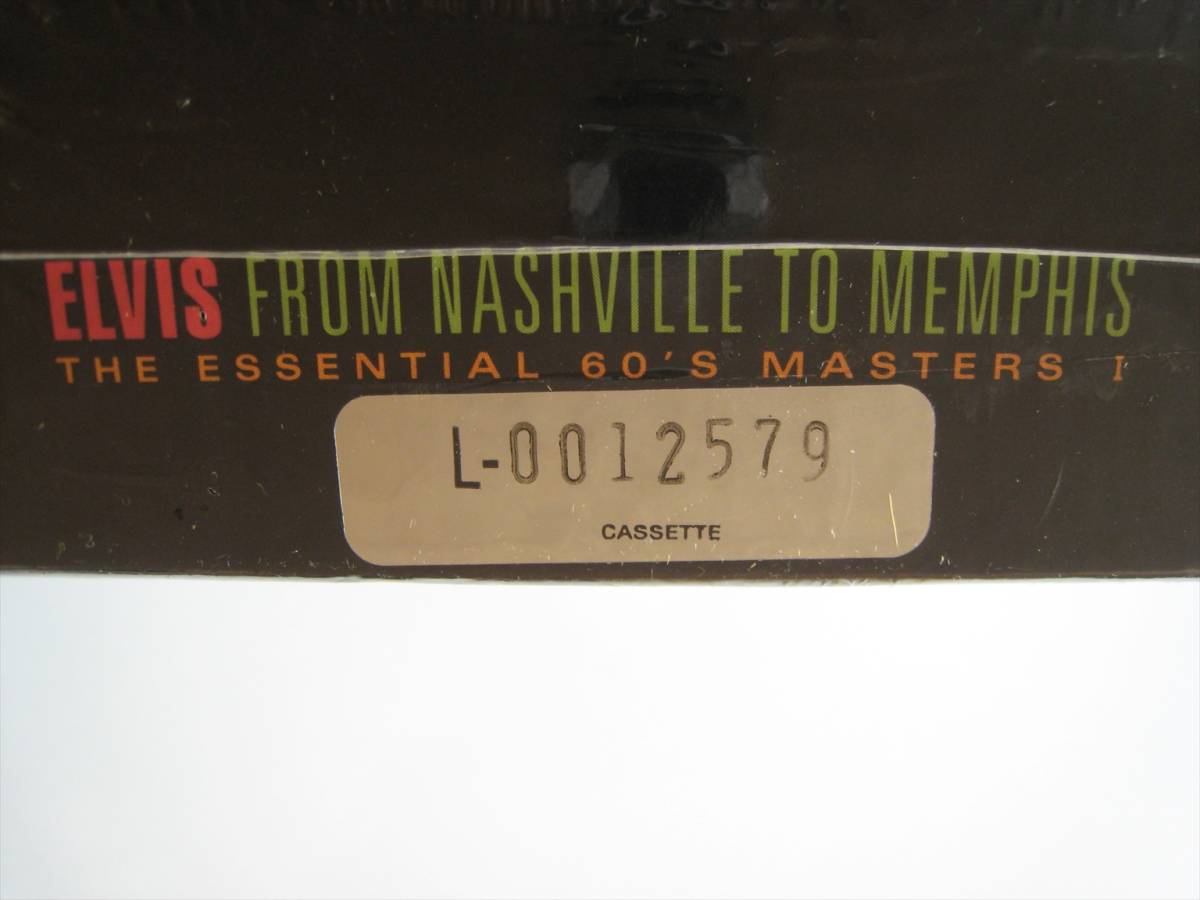 ELVIS FROM NASHVILLE TO MEMPHIS
THE ESSENTIAL 60'S MASTERS I
L-0012579
CASSETTE